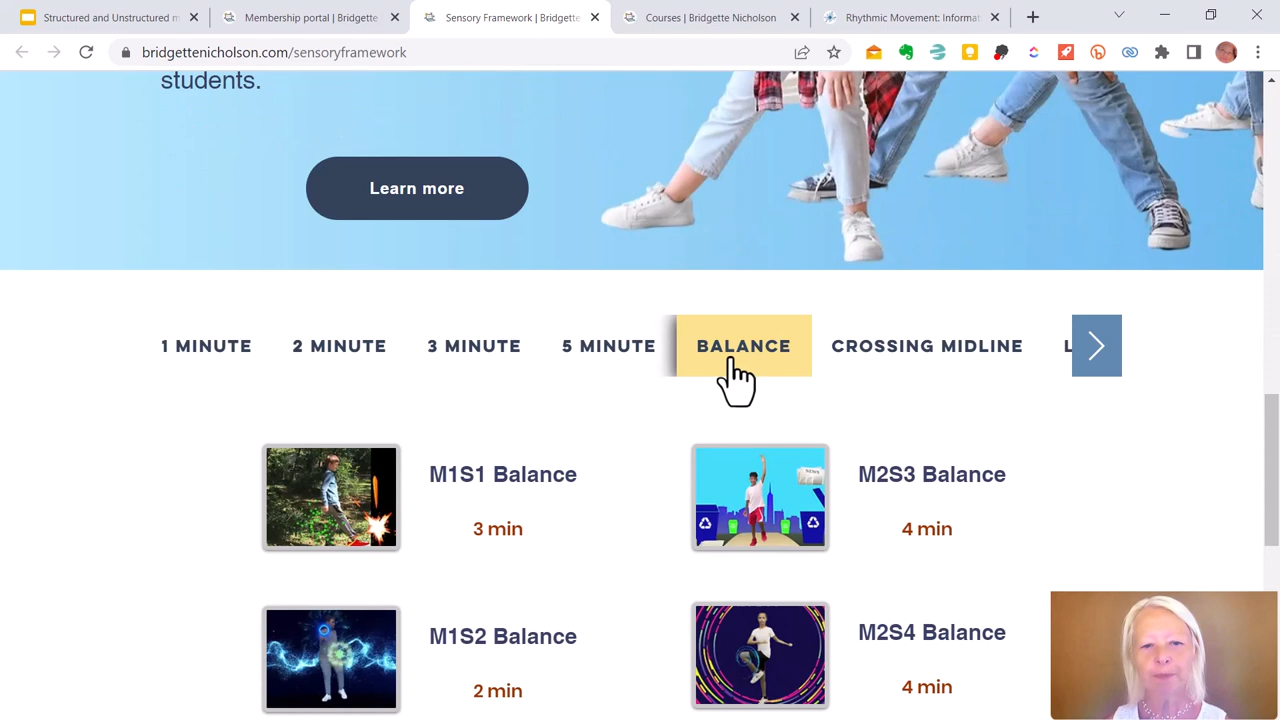 Structured and Unstructured m
Membership portal | Bridgette
Sensory Framework | Bridgette
Courses | Bridgette Nicholson
Rhythmic Movement: Informat
bridgettenicholson.com/sensoryframework
students.
Learn more
1 MINUTE
2 MINUTE
3 MINUTE
5 MINUTE
BALANCE
CROSSING MIDLINE
L
M1S1 Balance
3 min
M2S3 Balance
4 min
M1S2 Balance
2 min
M2S4 Balance
4 min